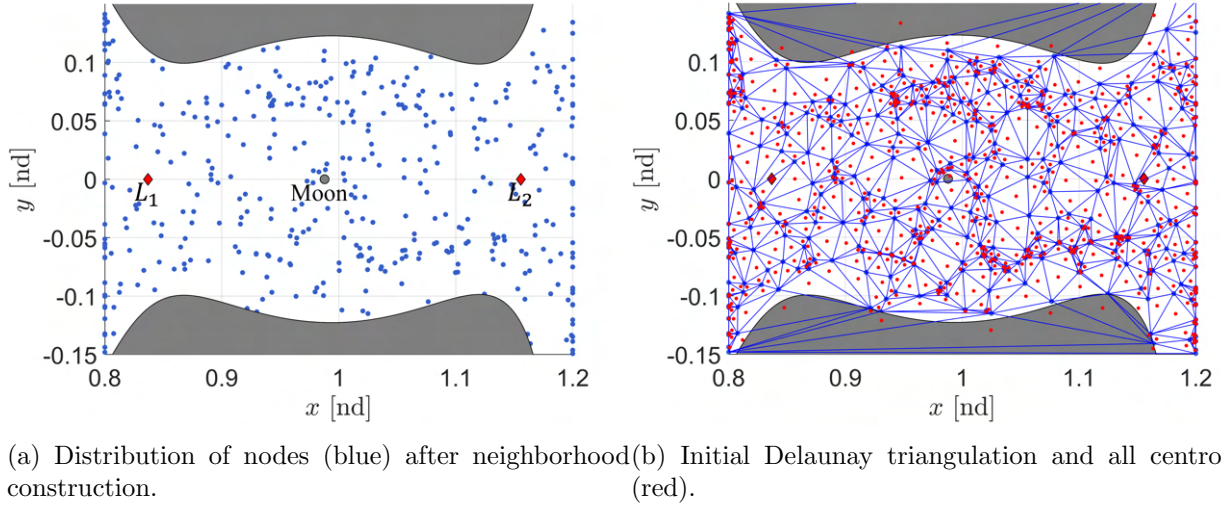 0.1
0.05
0
-0.05
-0.1
-0.15
y [nd]
L₁
Moon
L₂
0.8 0.9 1 1.1 1.2
x [nd]
0.1
0.05
0
-0.05
-0.1
-0.15
y [nd]
0.8 0.9 1 1.1 1.2
x [nd]
(a) Distribution of nodes (blue) after neighborhood
construction.
(b) Initial Delaunay triangulation and all centro
(red).